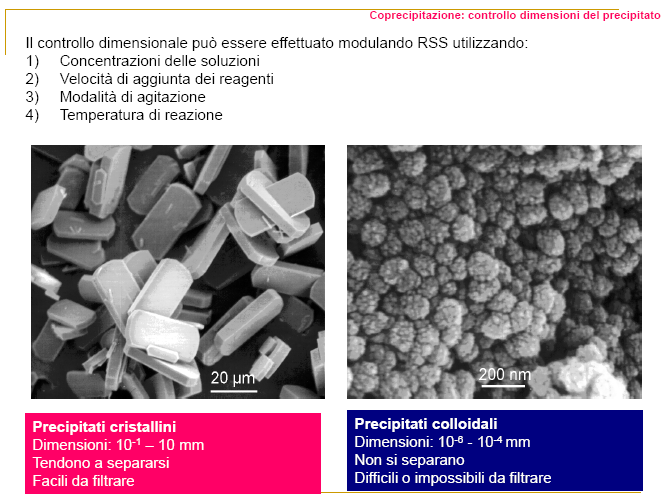 Coprecipitazione: controllo dimensioni del precipitato
Il controllo dimensionale può essere effettuato modulando RSS utilizzando:
1) Concentrazioni delle soluzioni
2) Velocità di aggiunta dei reagenti
3) Modalità di agitazione
4) Temperatura di reazione
20 µm
200 nm
Precipitati cristallini
Dimensioni: 10⁻¹ – 10 mm
Tendono a separarsi
Facili da filtrare
Precipitati colloidali
Dimensioni: 10⁻⁶ - 10⁻⁴ mm
Non si separano
Difficili o impossibili da filtrare